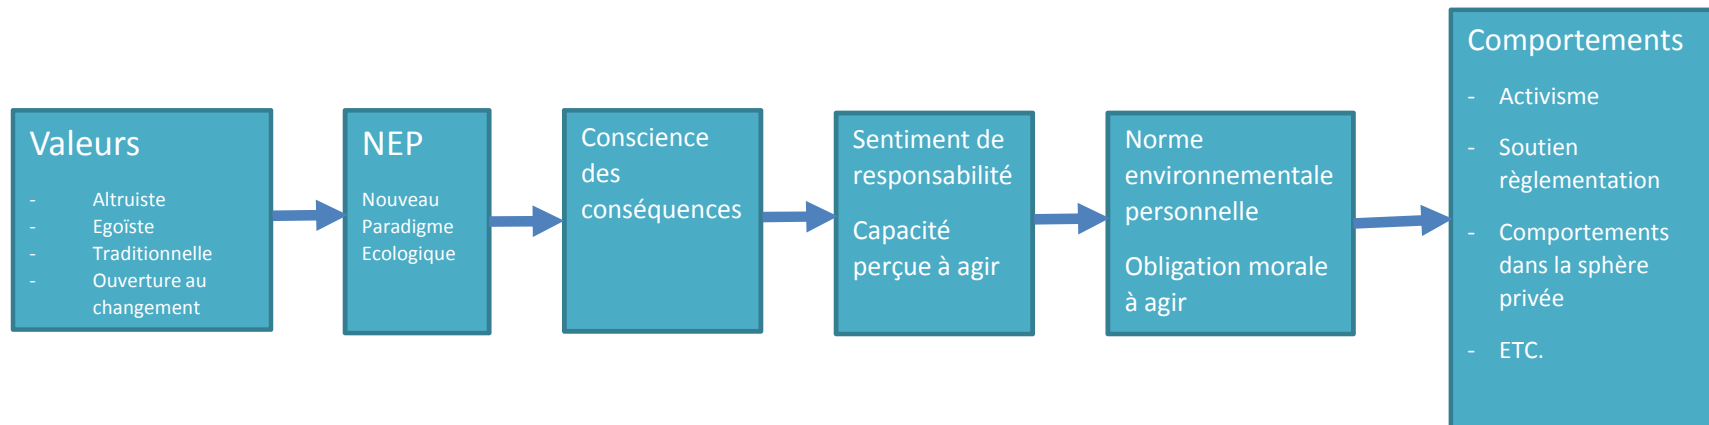 Valeurs
- Altruiste
- Egoïste
- Traditionnelle
- Ouverture au
changement
NEP
Nouveau
Paradigme
Ecologique
Conscience
des
conséquences
Sentiment de
responsabilité
Capacité
perçue à agir
Norme
environnementale
personnelle
Obligation morale
à agir
Comportements
- Activisme
- Soutien
règlementation
- Comportements
dans la sphère
privée
- ETC.